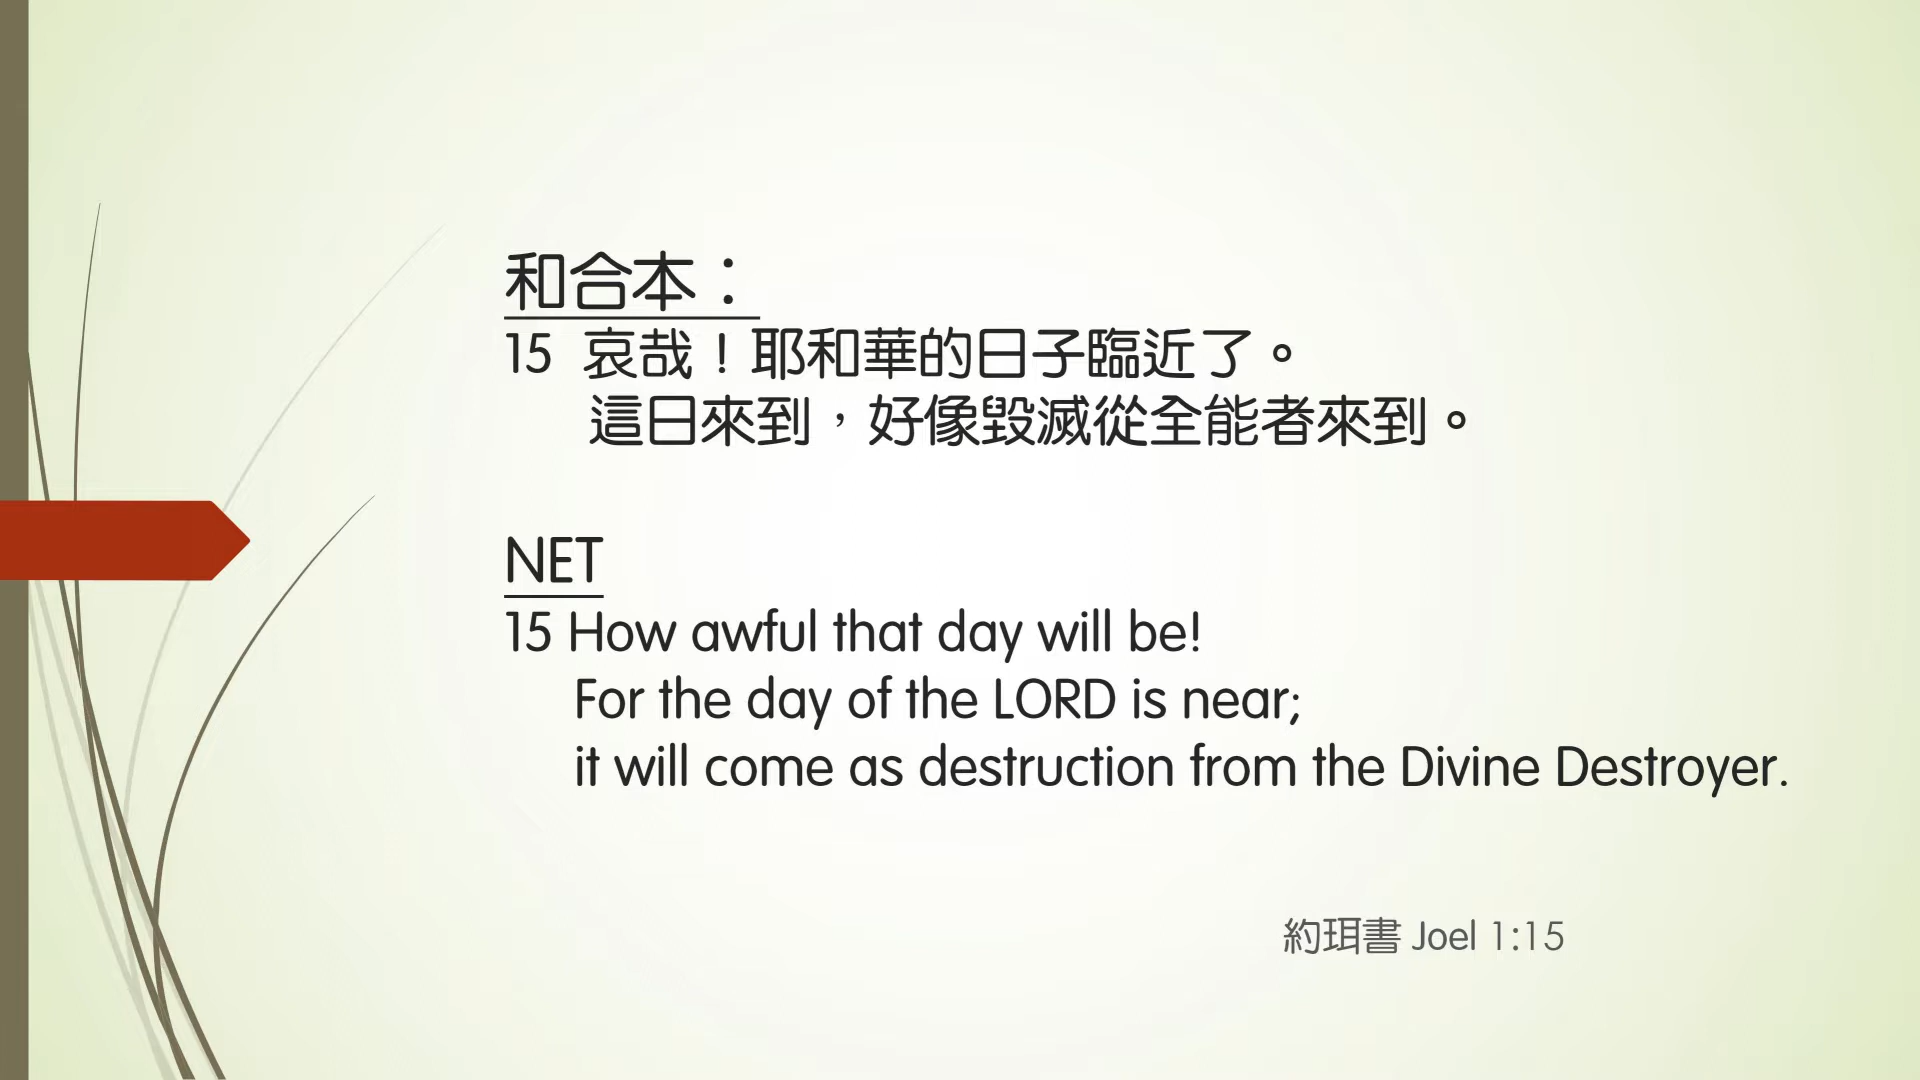 和合本：
15 哀哉！耶和華的日子臨近了。
這日來到，好像毀滅從全能者來到。
NET
15 How awful that day will be!
For the day of the LORD is near;
it will come as destruction from the Divine Destroyer.
約珥書 Joel 1:15